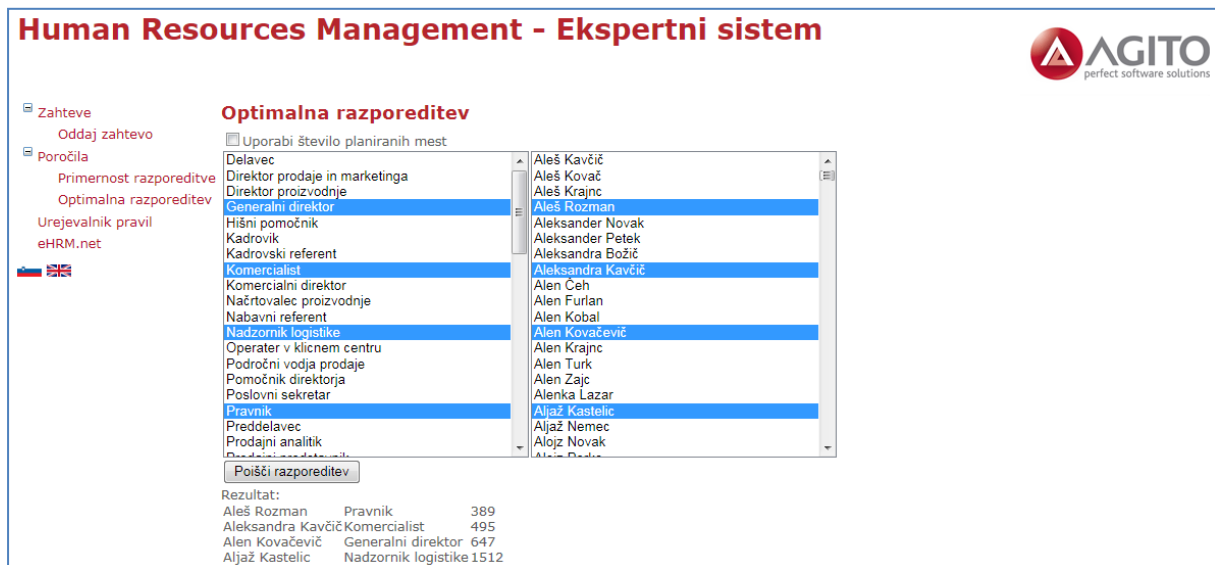 Human Resources Management - Ekspertni sistem
AGITO
perfect software solutions
Zahteve
Oddaj zahtevo
Poročila
Primernost razporeditve
Optimalna razporeditev
Urejevalnik pravil
eHRM.net
Optimalna razporeditev
Uporabi število planiranih mest
Delavec
Direktor prodaje in marketinga
Direktor proizvodnje
Generalni direktor
Hišni pomočnik
Kadrovik
Kadrovski referent
Komercialist
Komercialni direktor
Načrtovalec proizvodnje
Nabavni referent
Nadzornik logistike
Operater v klicnem centru
Področni vodja prodaje
Pomočnik direktorja
Poslovni sekretar
Pravnik
Preddelavec
Prodajni analitik
Aleš Kavčič
Aleš Kovač
Aleš Krajnc
Aleš Rozman
Aleksander Novak
Aleksander Petek
Aleksandra Božič
Aleksandra Kavčič
Alen Čeh
Alen Furlan
Alen Kobal
Alen Kovačevič
Alen Krajnc
Alen Turk
Alen Zajc
Alenka Lazar
Aljaž Kastelic
Aljaž Nemec
Alojz Novak
Poišči razporeditev
Rezultat:
Aleš Rozman Pravnik 389
Aleksandra Kavčič Komercialist 495
Alen Kovačevič Generalni direktor 647
Aljaž Kastelic Nadzornik logistike 1512